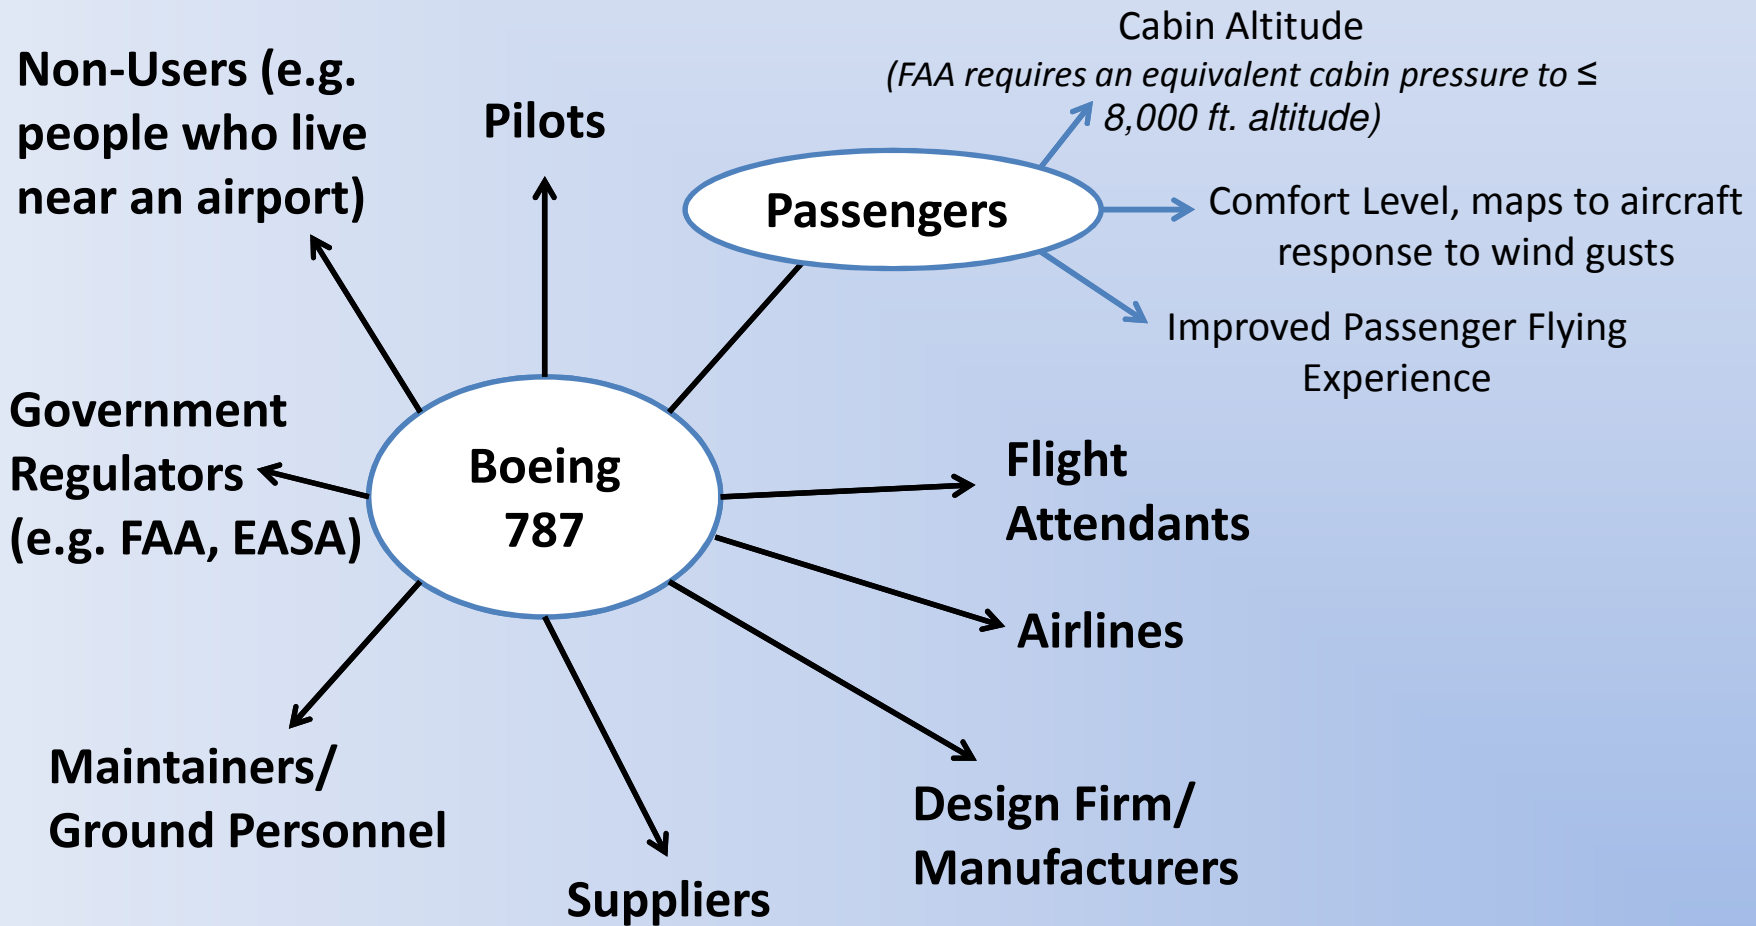 Non-Users (e.g.
people who live
near an airport)
Pilots
Cabin Altitude
(FAA requires an equivalent cabin pressure to ≤
8,000 ft. altitude)
Passengers
Comfort Level, maps to aircraft
response to wind gusts
Improved Passenger Flying
Experience
Government
Regulators
(e.g. FAA, EASA)
Boeing
787
Flight
Attendants
Airlines
Maintainers/
Ground Personnel
Design Firm/
Manufacturers
Suppliers